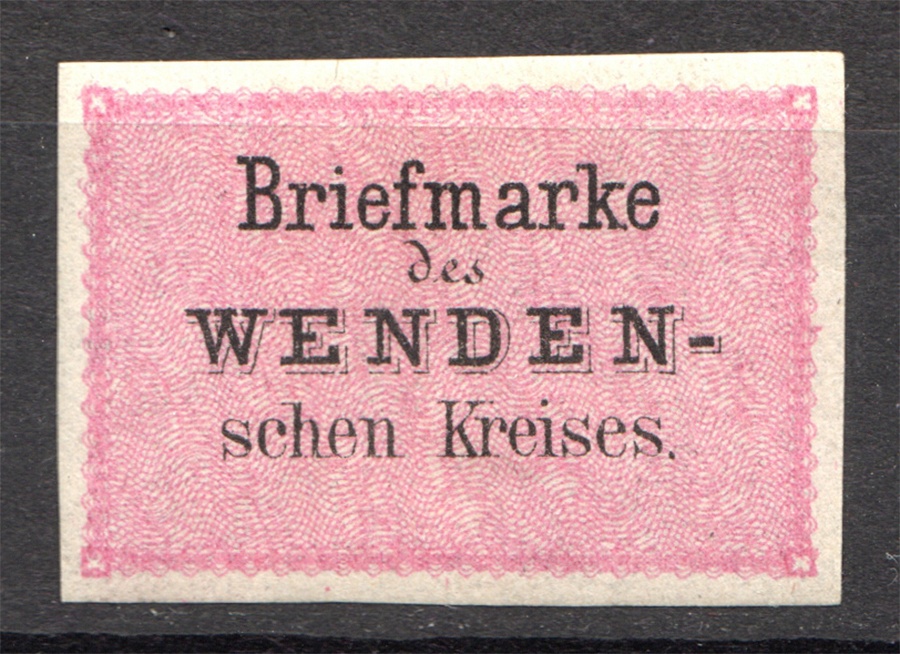 Briefmarke
des
WENDEN-
schen Kreises.